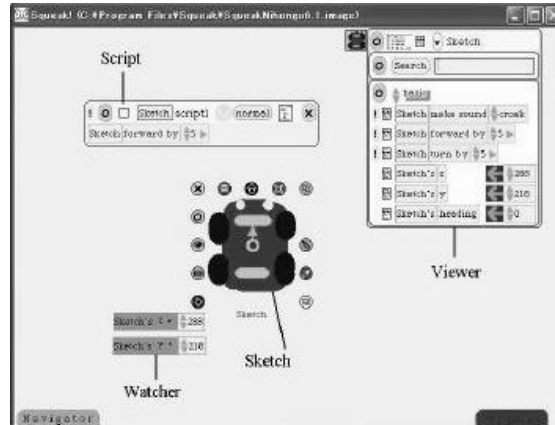 Squeak! (C:¥Program Files¥Squeak¥SqueakNihongo6.1.image)
Script
Sketch
Search
! Sketch script1 normal
Sketch forward by 5
basic
! Sketch make sound croak
! Sketch forward by 5
! Sketch turn by 5
Sketch's x 288
Sketch's y 218
Sketch's heading 0
Viewer
Sketch
Sketch's x 288
Sketch's y 218
Sketch
Watcher
Navigator